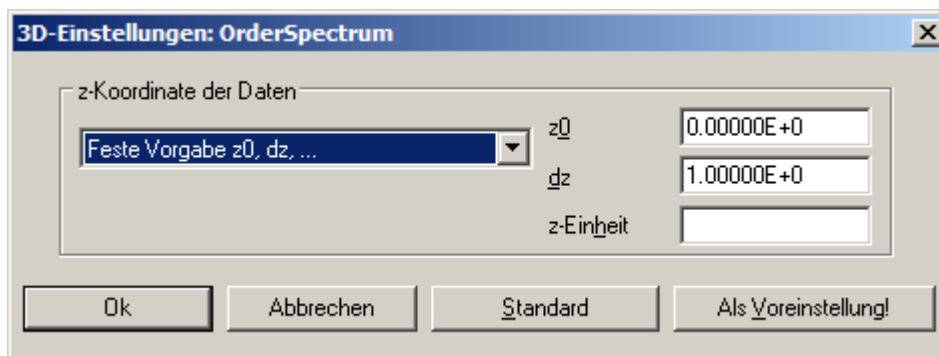 3D-Einstellungen: OrderSpectrum
z-Koordinate der Daten
Feste Vorgabe z0, dz, ...
z0 0.00000E+0
dz 1.00000E+0
z-Einheit
Ok Abbrechen Standard Als Voreinstellung!